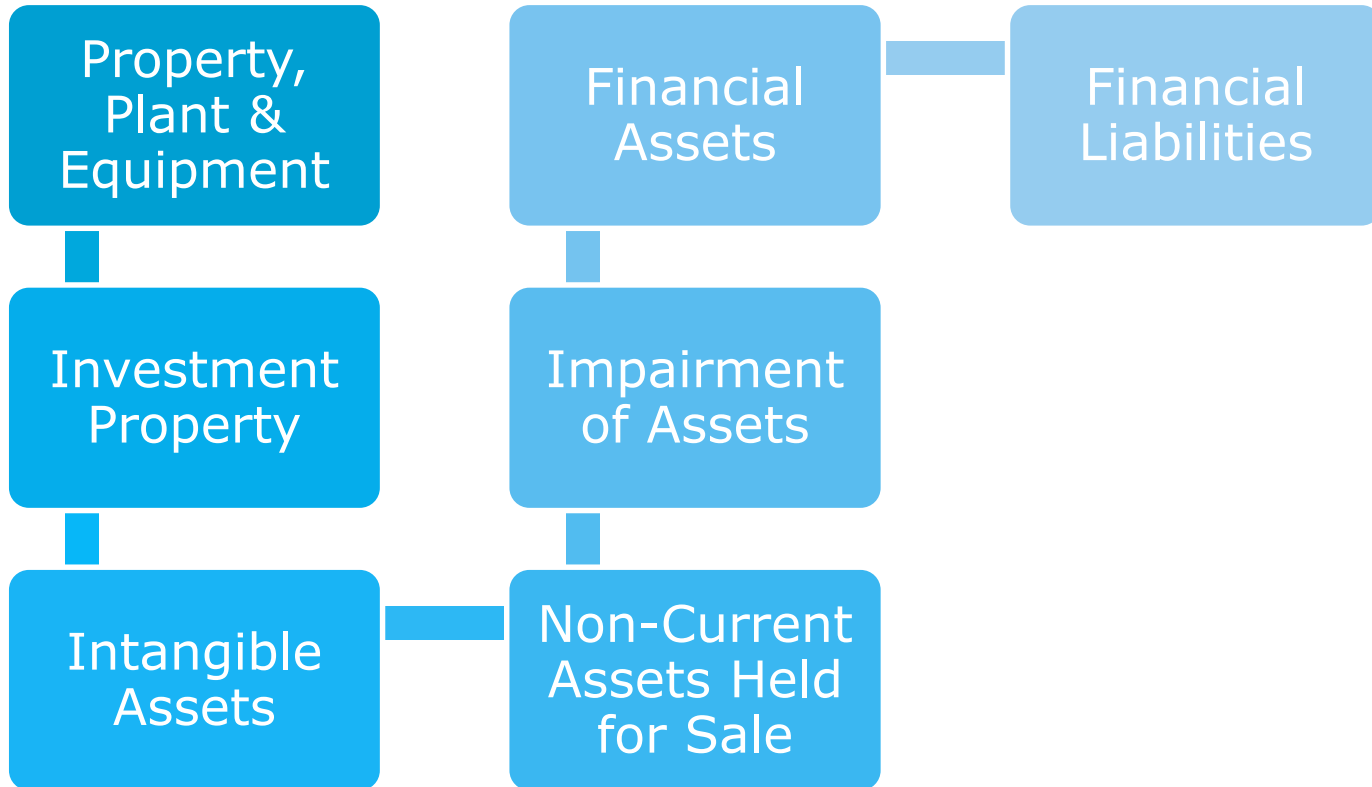 Property,
Plant &
Equipment
Investment
Property
Intangible
Assets
Non-Current
Assets Held
for Sale
Impairment
of Assets
Financial
Assets
Financial
Liabilities